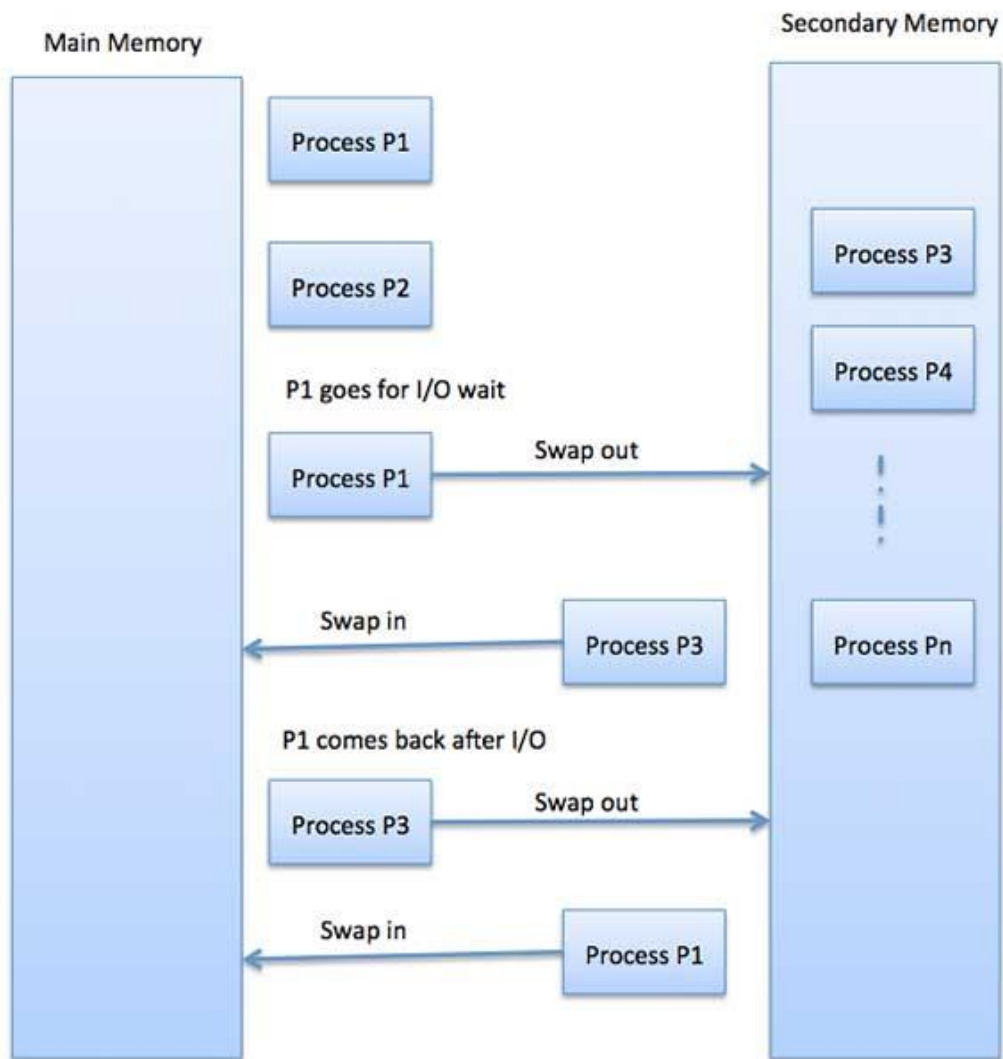 Main Memory
Secondary Memory
Process P1
Process P3
Process P2
Process P4
P1 goes for I/O wait
Process P1
Swap out
Swap in
Process P3
Process Pn
P1 comes back after I/O
Process P3
Swap out
Swap in
Process P1